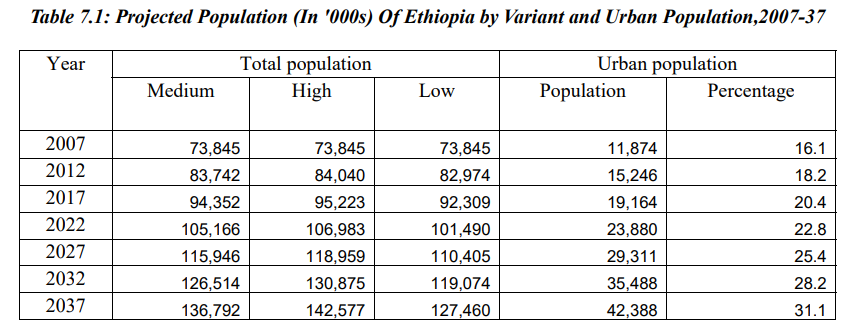 Table 7.1: Projected Population (In '000s) Of Ethiopia by Variant and Urban Population,2007-37
Year Total population Urban population
Medium High Low Population Percentage
2007 73,845 73,845 73,845 11,874 16.1
2012 83,742 84,040 82,974 15,246 18.2
2017 94,352 95,223 92,309 19,164 20.4
2022 105,166 106,983 101,490 23,880 22.8
2027 115,946 118,959 110,405 29,311 25.4
2032 126,514 130,875 119,074 35,488 28.2
2037 136,792 142,577 127,460 42,388 31.1